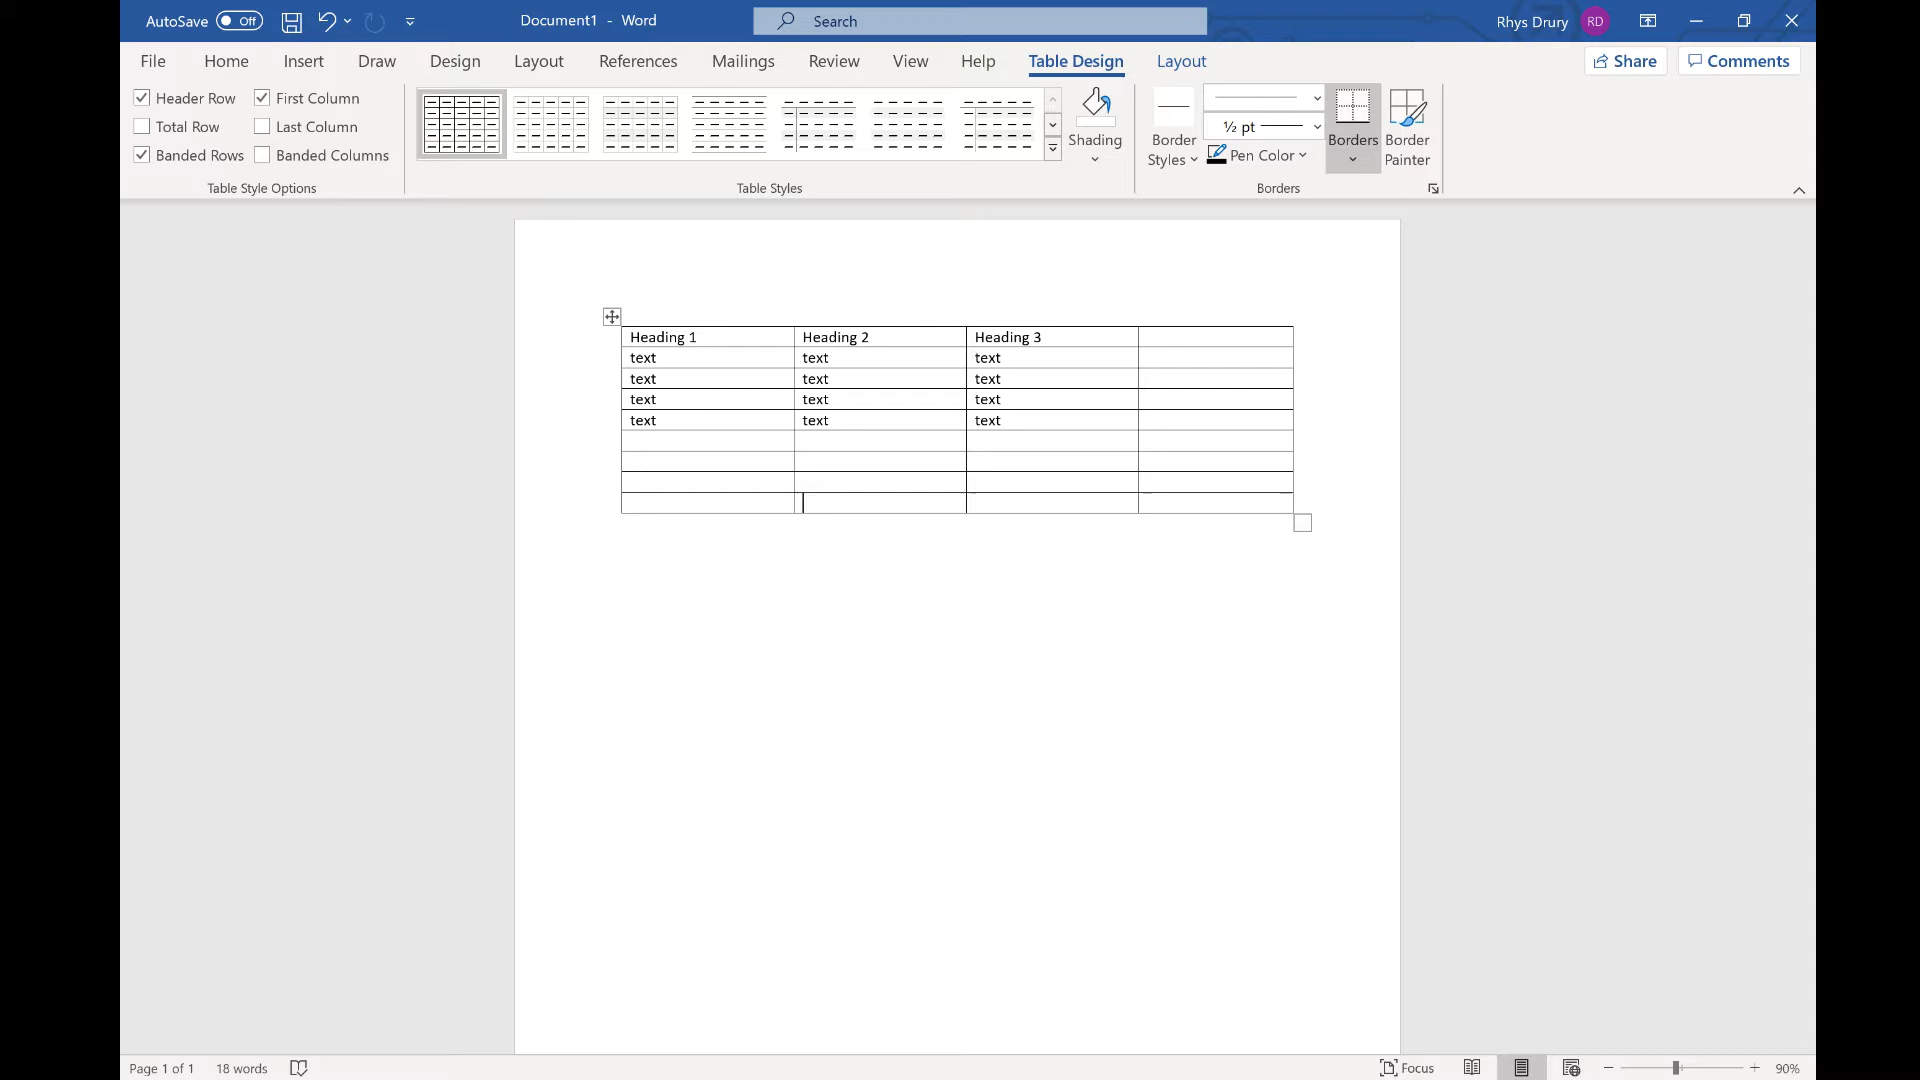 AutoSave Off Document1 - Word Search Rhys Drury RD
File Home Insert Draw Design Layout References Mailings Review View Help Table Design Layout Share Comments
Header Row First Column
Total Row Last Column
Banded Rows Banded Columns
Table Style Options
Table Styles
Shading
Border
Styles
½ pt
Pen Color
Borders
Border
Painter
Borders
Heading 1 Heading 2 Heading 3
text text text
text text text
text text text
text text text
Page 1 of 1 18 words Focus 90%